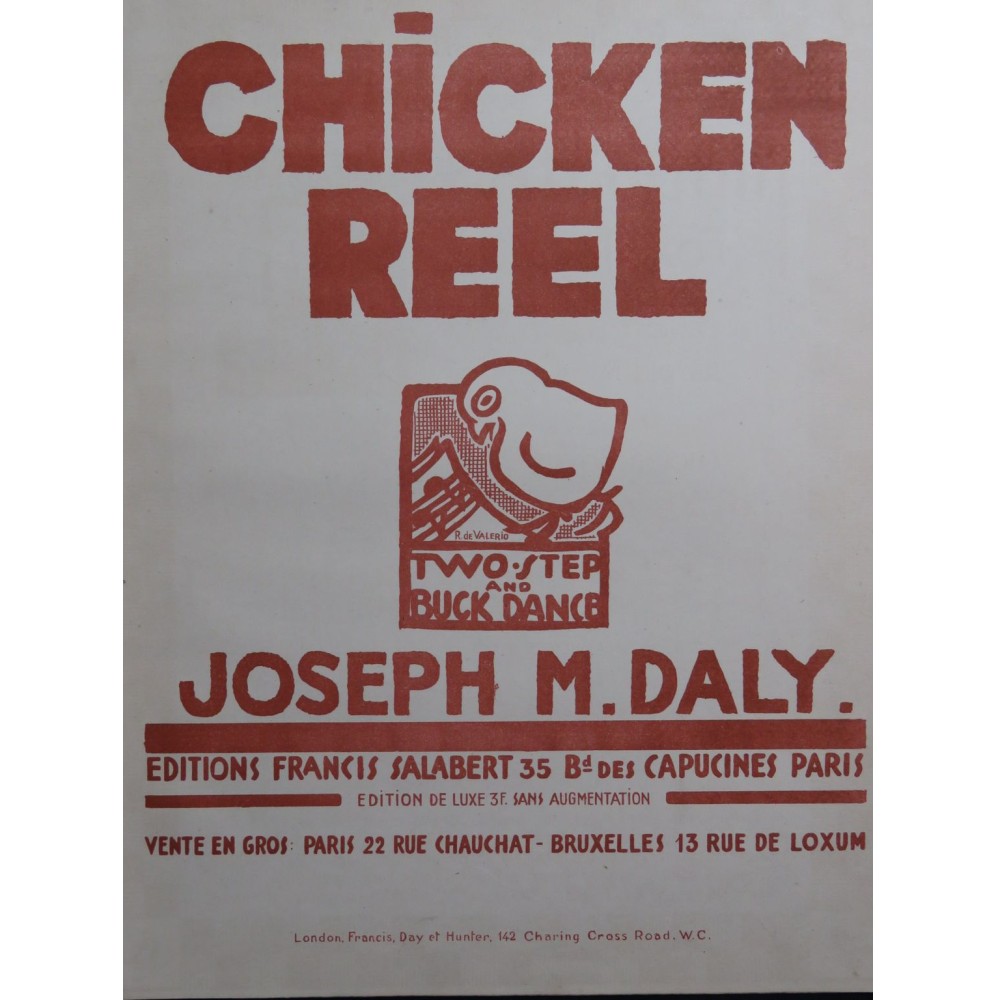 CHiCKEN
REEL
R. de VALERIO
TWO-STEP
AND
BUCK DANCE
JOSEPH M. DALY.
EDITIONS FRANCIS SALABERT 35 Bd DES CAPUCINES PARIS
EDITION DE LUXE 3F. SANS AUGMENTATION
VENTE EN GROS: PARIS 22 RUE CHAUCHAT - BRUXELLES 13 RUE DE LOXUM
London, Francis, Day et Hunter, 142 Charing Cross Road, W.C.